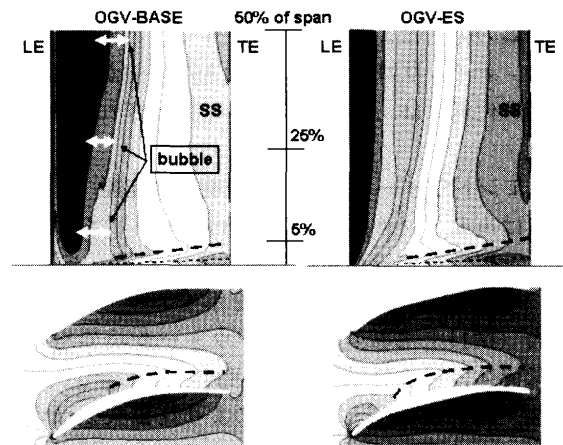 OGV-BASE 50% of span OGV-ES
LE TE LE TE
SS SS
25%
bubble
5%